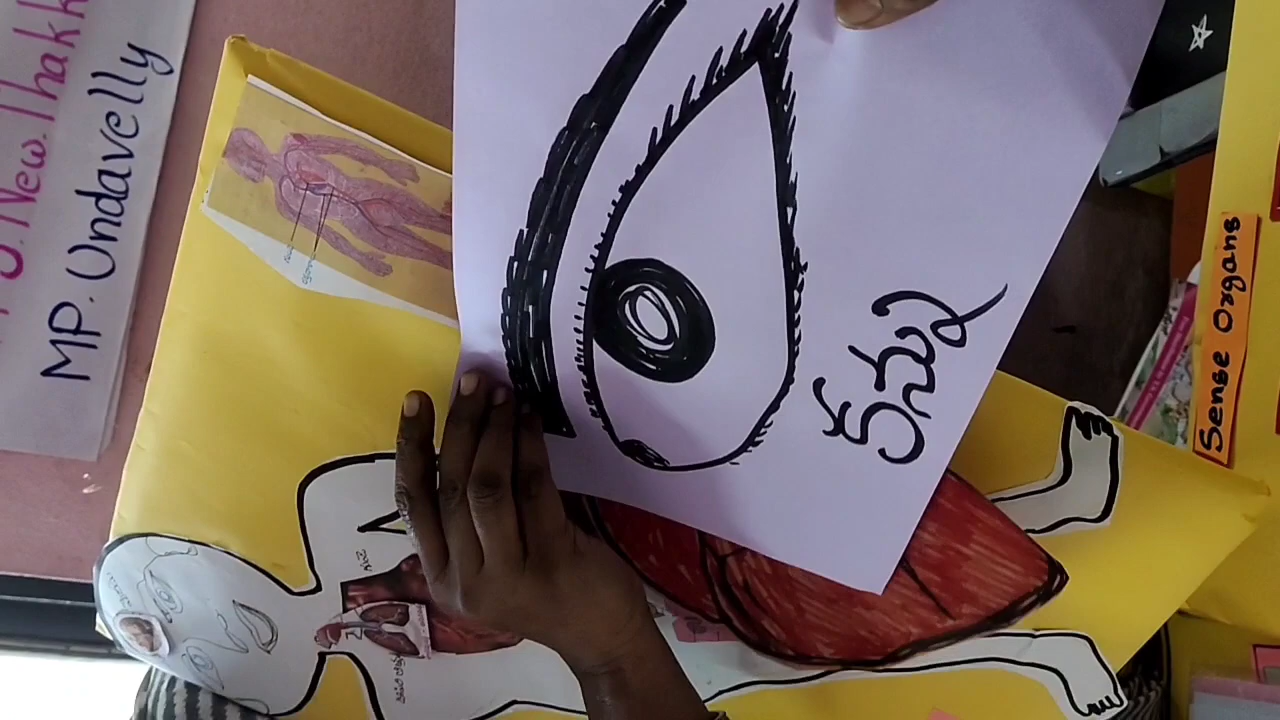 S. New. Thakk
MP. Undavelly
కన్ను
Sense Organs